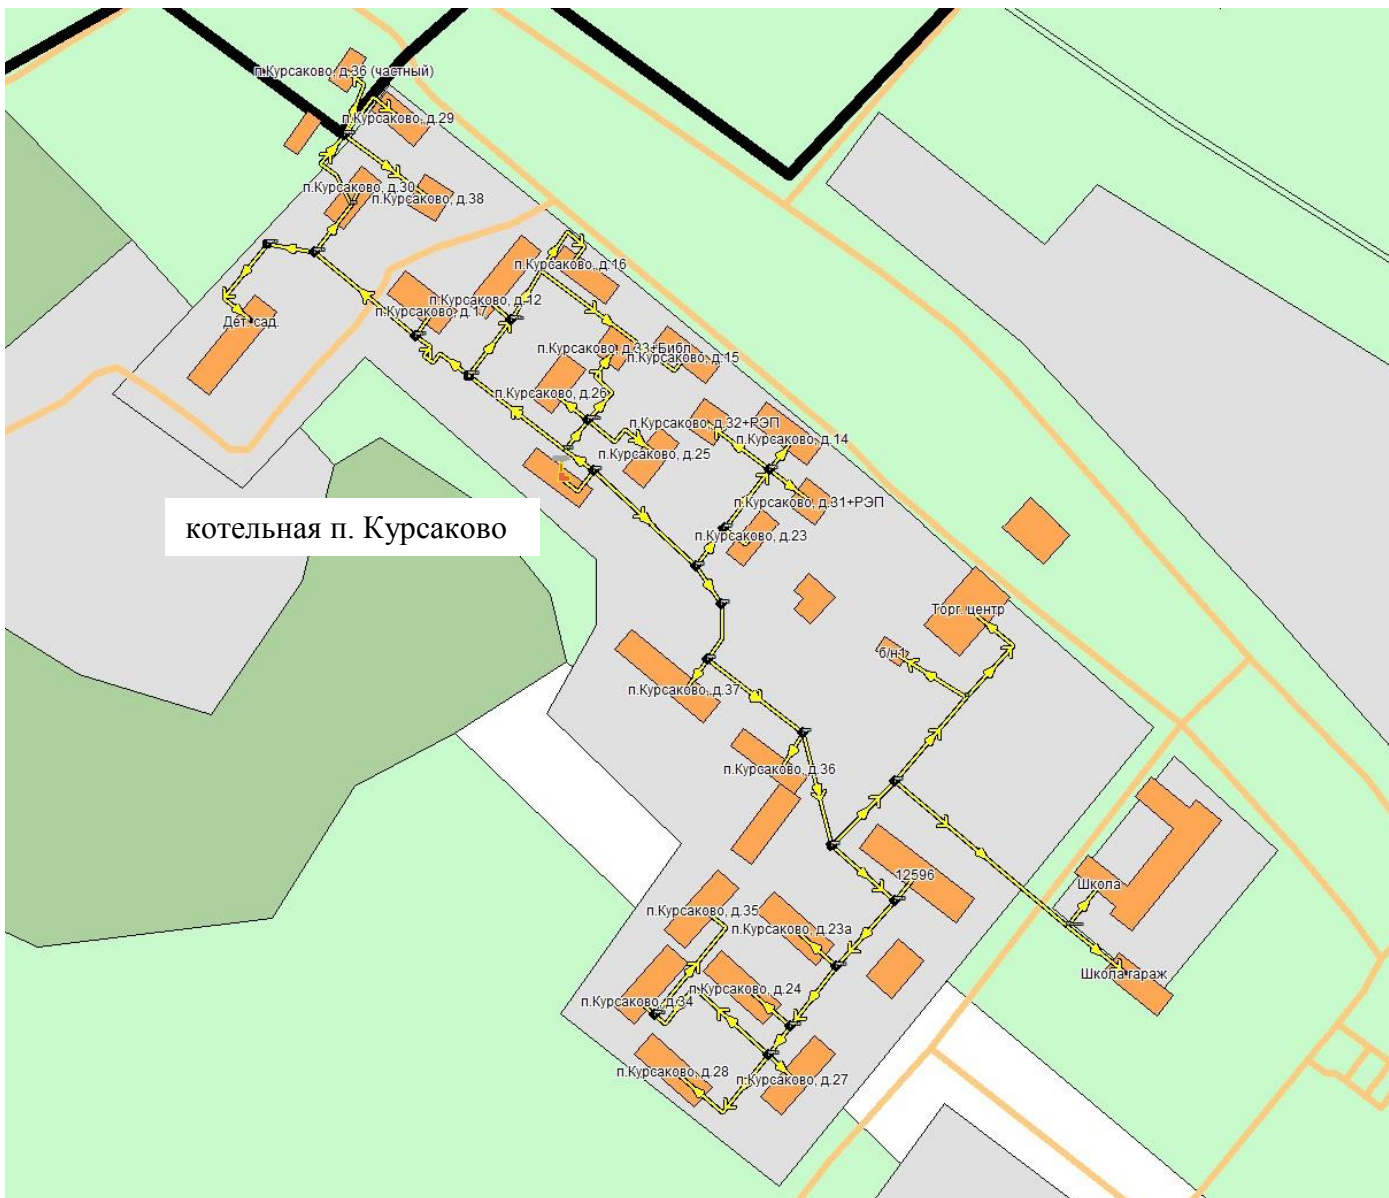 п.Курсаково, д.36 (частный)
п.Курсаково, д.29
п.Курсаково, д.30
п.Курсаково, д.38
п.Курсаково, д.16
п.Курсаково, д.12
п.Курсаково, д.17
Дет. сад.
п.Курсаково, д.33+Библ
п.Курсаково, д.15
п.Курсаково, д.26
п.Курсаково, д.32+РЭП
п.Курсаково, д.14
п.Курсаково, д.25
п.Курсаково, д.31+РЭП
котельная п. Курсаково
п.Курсаково, д.23
Торг. центр
б/н1
п.Курсаково, д.37
п.Курсаково, д.36
12596
Школа
п.Курсаково, д.35
п.Курсаково, д.23а
Школа гараж
п.Курсаково, д.24
п.Курсаково, д.34
п.Курсаково, д.28
п.Курсаково, д.27